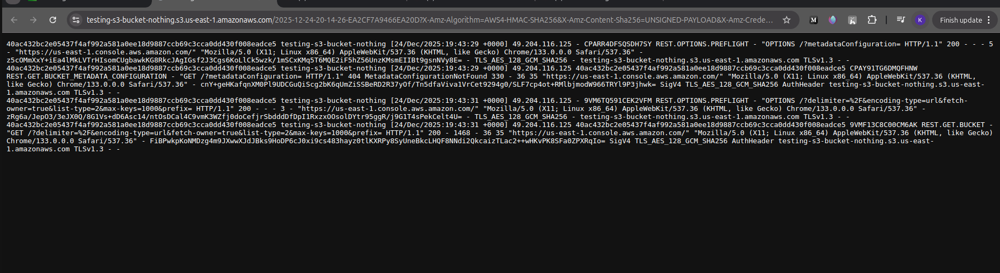 testing-s3-bucket-nothing.s3.us-east-1.amazonaws.com/2025-12-24-20-14-26-EA2CF7A9466EA20D?X-Amz-Algorithm=AWS4-HMAC-SHA256&X-Amz-Content-Sha256=UNSIGNED-PAYLOAD&X-Amz-Crede...
M
K
Finish update
40ac432bc2e05437f4af992a581a0ee18d9887ccb69c3cca0dd430f008eadce5 testing-s3-bucket-nothing [24/Dec/2025:19:43:29 +0000] 49.204.116.125 - CPARR4DFSQSDH7SY REST.OPTIONS.PREFLIGHT - "OPTIONS /?metadataConfiguration= HTTP/1.1" 200 - - - 5
- "https://us-east-1.console.aws.amazon.com/" "Mozilla/5.0 (X11; Linux x86_64) AppleWebKit/537.36 (KHTML, like Gecko) Chrome/133.0.0.0 Safari/537.36" -
z5cOMmXxY+iEa4lMkLVTrHIsomCUgbawkKG8RkcJAgIGsf2J3Cgs6KoLlCk5wzk/1mSCxKMq5T6MQE2iF5hZ56UnzKMsmEIIBt9gsnNVy8E= - TLS_AES_128_GCM_SHA256 - testing-s3-bucket-nothing.s3.us-east-1.amazonaws.com TLSv1.3 - -
40ac432bc2e05437f4af992a581a0ee18d9887ccb69c3cca0dd430f008eadce5 testing-s3-bucket-nothing [24/Dec/2025:19:43:29 +0000] 49.204.116.125 40ac432bc2e05437f4af992a581a0ee18d9887ccb69c3cca0dd430f008eadce5 CPAY91TG6DMQFHNW
REST.GET.BUCKET_METADATA_CONFIGURATION - "GET /?metadataConfiguration= HTTP/1.1" 404 MetadataConfigurationNotFound 330 - 36 35 "https://us-east-1.console.aws.amazon.com/" "Mozilla/5.0 (X11; Linux x86_64) AppleWebKit/537.36 (KHTML,
like Gecko) Chrome/133.0.0.0 Safari/537.36" - cnY+geHKafqnXM0Pl9UDCGuQiScg2bK6qUmZiSSBeRD2R37yOf/Tn5dfaViva1VrCet9294g0/SLF7cp4ot+RMlbjmodW966TRYl9P3jhwk= SigV4 TLS_AES_128_GCM_SHA256 AuthHeader testing-s3-bucket-nothing.s3.us-east-
1.amazonaws.com TLSv1.3 - -
40ac432bc2e05437f4af992a581a0ee18d9887ccb69c3cca0dd430f008eadce5 testing-s3-bucket-nothing [24/Dec/2025:19:43:31 +0000] 49.204.116.125 - 9VM6TQ591CEK2VFM REST.OPTIONS.PREFLIGHT - "OPTIONS /?delimiter=%2F&encoding-type=url&fetch-
owner=true&list-type=2&max-keys=1000&prefix= HTTP/1.1" 200 - - - 3 - "https://us-east-1.console.aws.amazon.com/" "Mozilla/5.0 (X11; Linux x86_64) AppleWebKit/537.36 (KHTML, like Gecko) Chrome/133.0.0.0 Safari/537.36" -
zRg6a/JepO3/3eJX0Q/8G1Vs+dD6Asc14/ntOsDCal4C9vmK3WZfj0doCefjrSbdddDfDpI1RxzxOOsolDYtr95ggR/j9G1T4sPekCelt4U= - TLS_AES_128_GCM_SHA256 - testing-s3-bucket-nothing.s3.us-east-1.amazonaws.com TLSv1.3 - -
40ac432bc2e05437f4af992a581a0ee18d9887ccb69c3cca0dd430f008eadce5 testing-s3-bucket-nothing [24/Dec/2025:19:43:31 +0000] 49.204.116.125 40ac432bc2e05437f4af992a581a0ee18d9887ccb69c3cca0dd430f008eadce5 9VMF13C8C00CM6AK REST.GET.BUCKET -
"GET /?delimiter=%2F&encoding-type=url&fetch-owner=true&list-type=2&max-keys=1000&prefix= HTTP/1.1" 200 - 1468 - 36 35 "https://us-east-1.console.aws.amazon.com/" "Mozilla/5.0 (X11; Linux x86_64) AppleWebKit/537.36 (KHTML, like Gecko)
Chrome/133.0.0.0 Safari/537.36" - FiBPwkpKoNMDzg4m9JXwwXJdJBks9HoDP6cJ0xi9cs483hayz0tlKXRPy8SyUneBkcLHQF8NNdi2QkcaizTLac2++wHKvPK8SFa0ZPXRqIo= SigV4 TLS_AES_128_GCM_SHA256 AuthHeader testing-s3-bucket-nothing.s3.us-east-
1.amazonaws.com TLSv1.3 - -